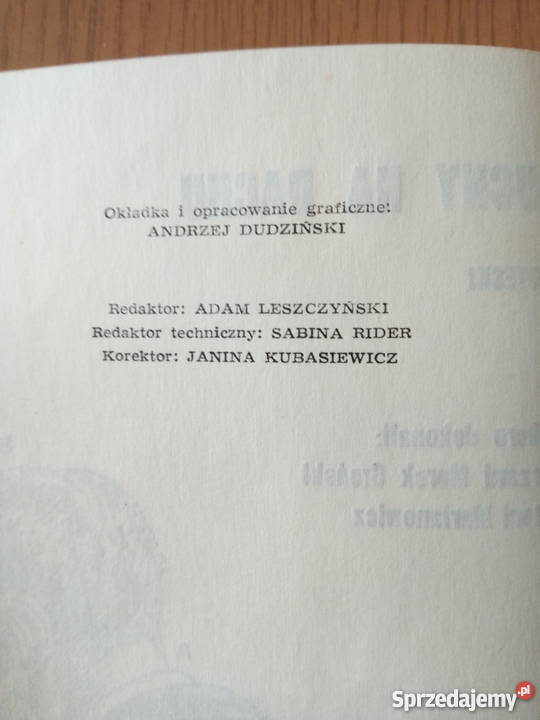 Okładka i opracowanie graficzne:
ANDRZEJ DUDZIŃSKI
Redaktor: ADAM LESZCZYŃSKI
Redaktor techniczny: SABINA RIDER
Korektor: JANINA KUBASIEWICZ
Sprzedajemy.pl